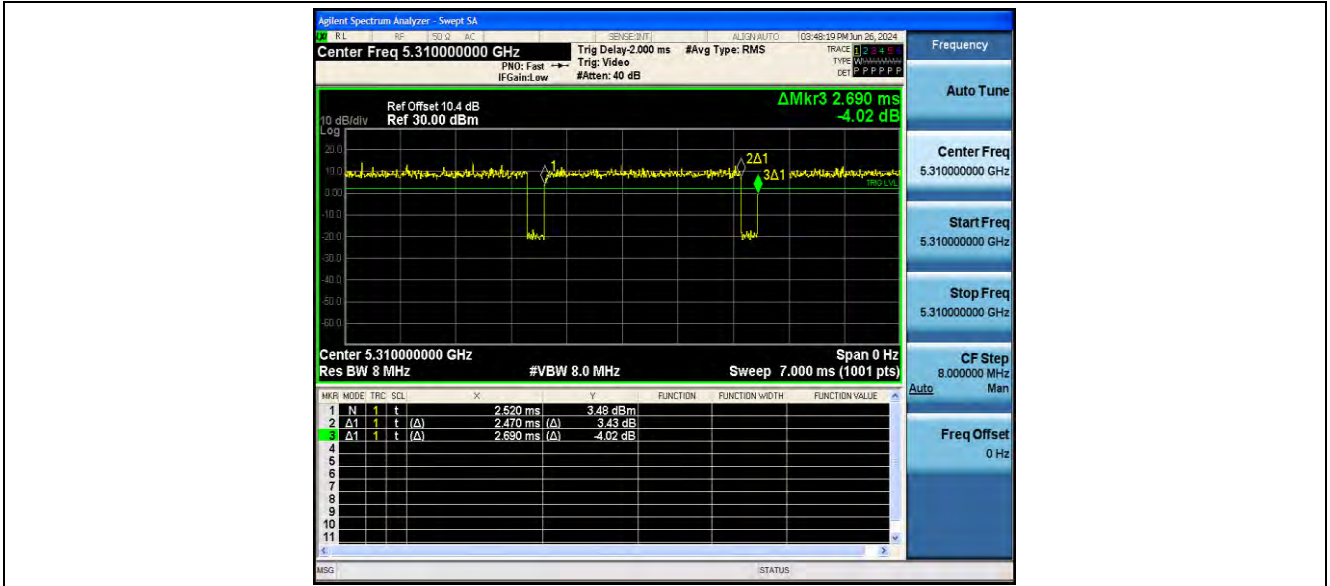 Agilent Spectrum Analyzer - Swept SA
RL RF 50 Ω AC SENSE:INT ALIGN AUTO 03:48:19 PM Jun 26, 2024
Center Freq 5.310000000 GHz
PNO: Fast
IFGain:Low
Trig Delay-2.000 ms
Trig: Video
#Atten: 40 dB
#Avg Type: RMS
TRACE 1 2 3 4 5 6
TYPE W
DET P P P P P P
ΔMkr3 2.690 ms
-4.02 dB
Ref Offset 10.4 dB
10 dB/div Ref 30.00 dBm
Log
20.0
10.0
0.00
-10.0
-20.0
-30.0
-40.0
-50.0
-60.0
1
2Δ1
3Δ1
TRIG LVL
Center 5.310000000 GHz Span 0 Hz
Res BW 8 MHz #VBW 8.0 MHz Sweep 7.000 ms (1001 pts)
MKR MODE TRC SCL X Y FUNCTION FUNCTION WIDTH FUNCTION VALUE
1 N 1 t 2.520 ms 3.48 dBm
2 Δ1 1 t (Δ) 2.470 ms (Δ) 3.43 dB
3 Δ1 1 t (Δ) 2.690 ms (Δ) -4.02 dB
4
5
6
7
8
9
10
11
MSG STATUS
Frequency
Auto Tune
Center Freq
5.310000000 GHz
Start Freq
5.310000000 GHz
Stop Freq
5.310000000 GHz
CF Step
8.000000 MHz
Auto Man
Freq Offset
0 Hz